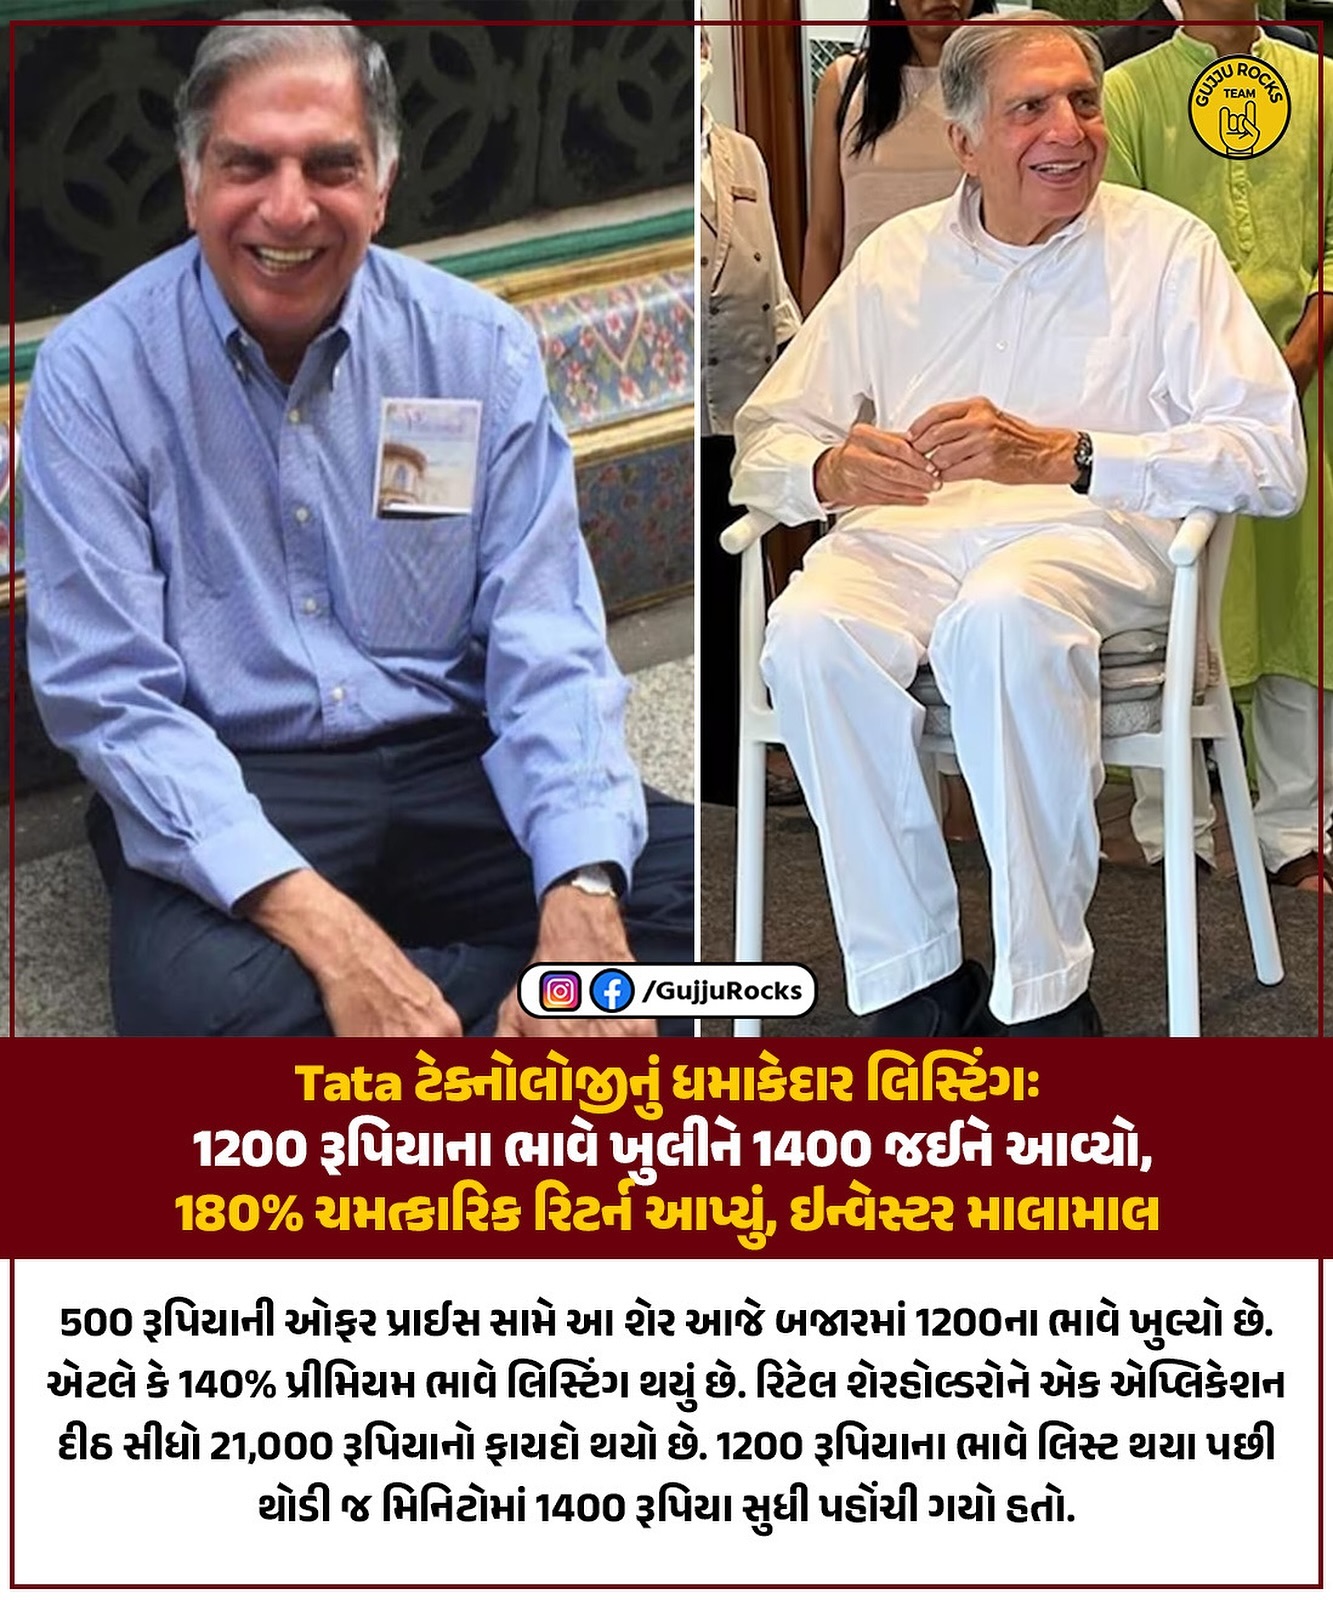 GUJJU ROCKS
TEAM
/GujjuRocks
Tata ટેક્નોલોજીનું ધમાકેદાર લિસ્ટિંગઃ
1200 રૂપિયાના ભાવે ખુલીને 1400 જઈને આવ્યો,
180% ચમત્કારિક રિટર્ન આપ્યું, ઇન્વેસ્ટર માલામાલ
500 રૂપિયાની ઓફર પ્રાઈસ સામે આ શેર આજે બજારમાં 1200ના ભાવે ખુલ્યો છે.
એટલે કે 140% પ્રીમિયમ ભાવે લિસ્ટિંગ થયું છે. રિટેલ શેરહોલ્ડરોને એક એપ્લિકેશન
દીઠ સીધો 21,000 રૂપિયાનો ફાયદો થયો છે. 1200 રૂપિયાના ભાવે લિસ્ટ થયા પછી
થોડી જ મિનિટોમાં 1400 રૂપિયા સુધી પહોંચી ગયો હતો.